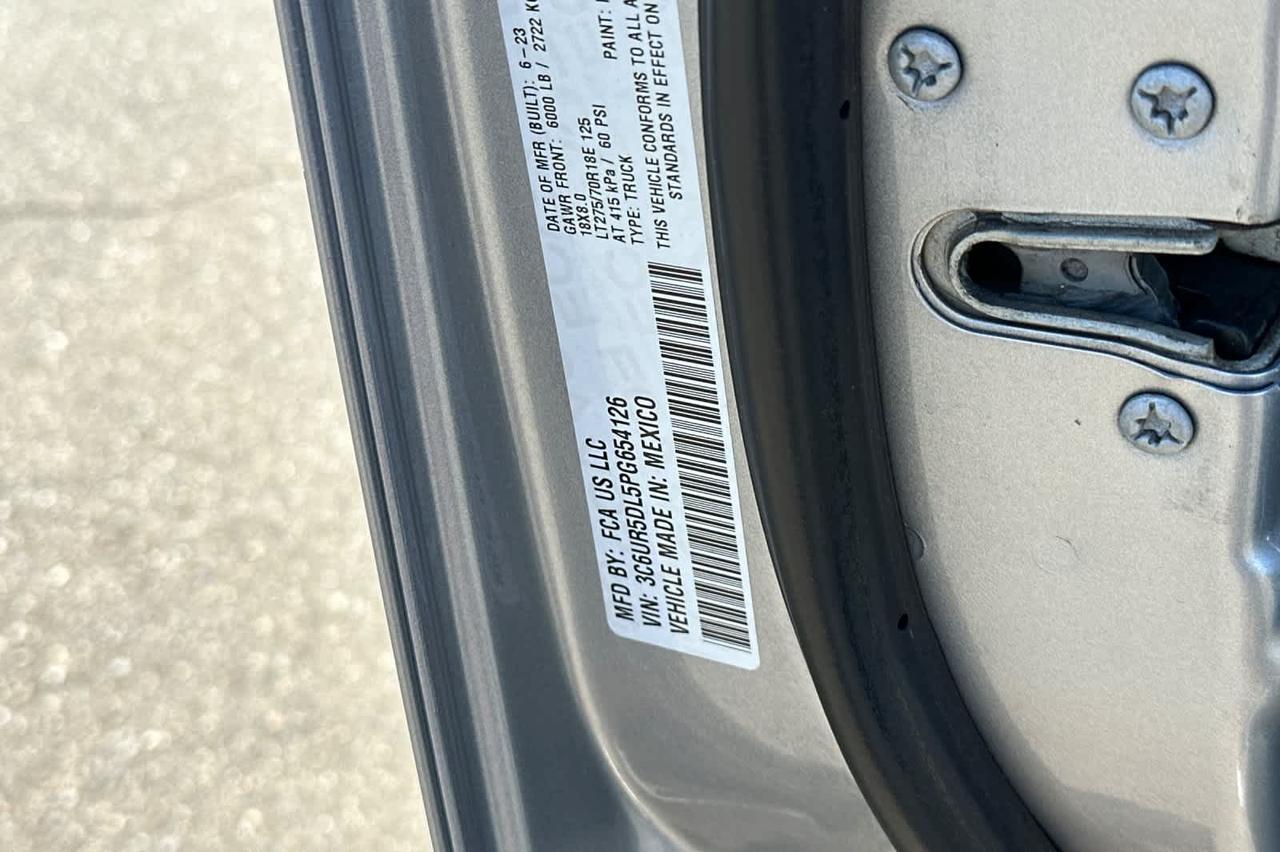 MFD BY: FCA US LLC
VIN: 3C6UR5DL5PG654126
VEHICLE MADE IN: MEXICO
DATE OF MFR (BUILT): 6-23
GAWR FRONT: 6000 LB / 2722 K
18X8.0
LT275/70R18E 125
AT 415 kPa / 60 PSI
TYPE: TRUCK PAINT:
THIS VEHICLE CONFORMS TO ALL A
STANDARDS IN EFFECT ON